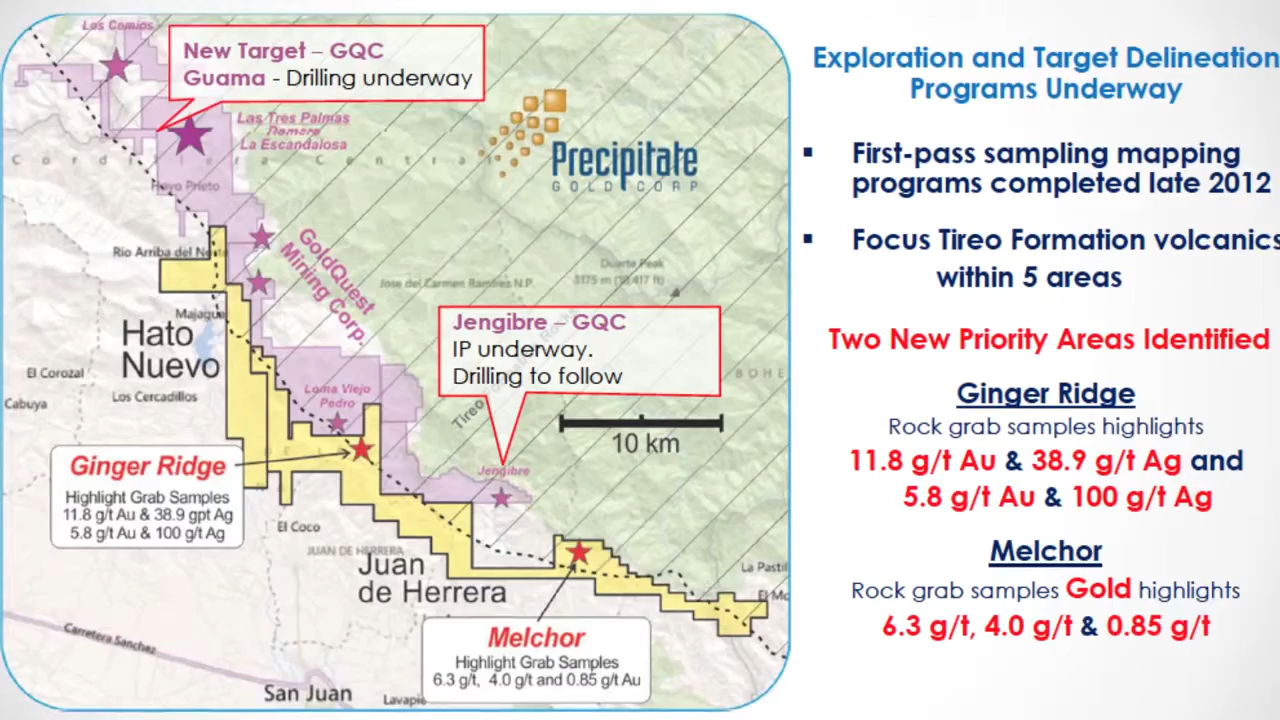 Los Comios
New Target – GQC
Guama - Drilling underway
Las Tres Palmas
Romero
La Escandalosa
Cordillera Central
Hoyo Prieto
Precipitate
GOLD CORP
Rio Arriba del Norte
GoldQuest
Mining Corp.
Duarte Peak
3175 m (10,417 ft)
Jose del Carmen Ramirez N.P.
Majagua
Hato
Nuevo
Jengibre – GQC
IP underway.
Drilling to follow
BOHE
El Corozal
Los Cercadillos
Cabuya
Loma Viejo
Pedro
Tireo
10 km
Ginger Ridge
Highlight Grab Samples
11.8 g/t Au & 38.9 gpt Ag
5.8 g/t Au & 100 g/t Ag
Jengibre
El Coco
JUAN DE HERRERA
Juan
de Herrera
La Pastil
El Mo
Melchor
Highlight Grab Samples
6.3 g/t, 4.0 g/t and 0.85 g/t Au
Carretera Sanchez
San Juan
Lavapie
Exploration and Target Delineation
Programs Underway
▪ First-pass sampling mapping
programs completed late 2012
▪ Focus Tireo Formation volcanics
within 5 areas
Two New Priority Areas Identified
Ginger Ridge
Rock grab samples highlights
11.8 g/t Au & 38.9 g/t Ag and
5.8 g/t Au & 100 g/t Ag
Melchor
Rock grab samples Gold highlights
6.3 g/t, 4.0 g/t & 0.85 g/t